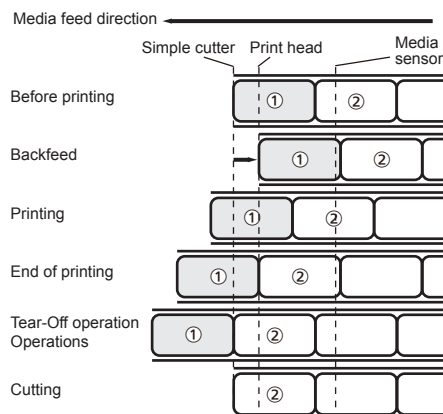 Media feed direction
Simple cutter
Print head
Media
sensor
Before printing
① ②
Backfeed
① ②
Printing
① ②
End of printing
① ②
Tear-Off operation
Operations
① ②
Cutting
②